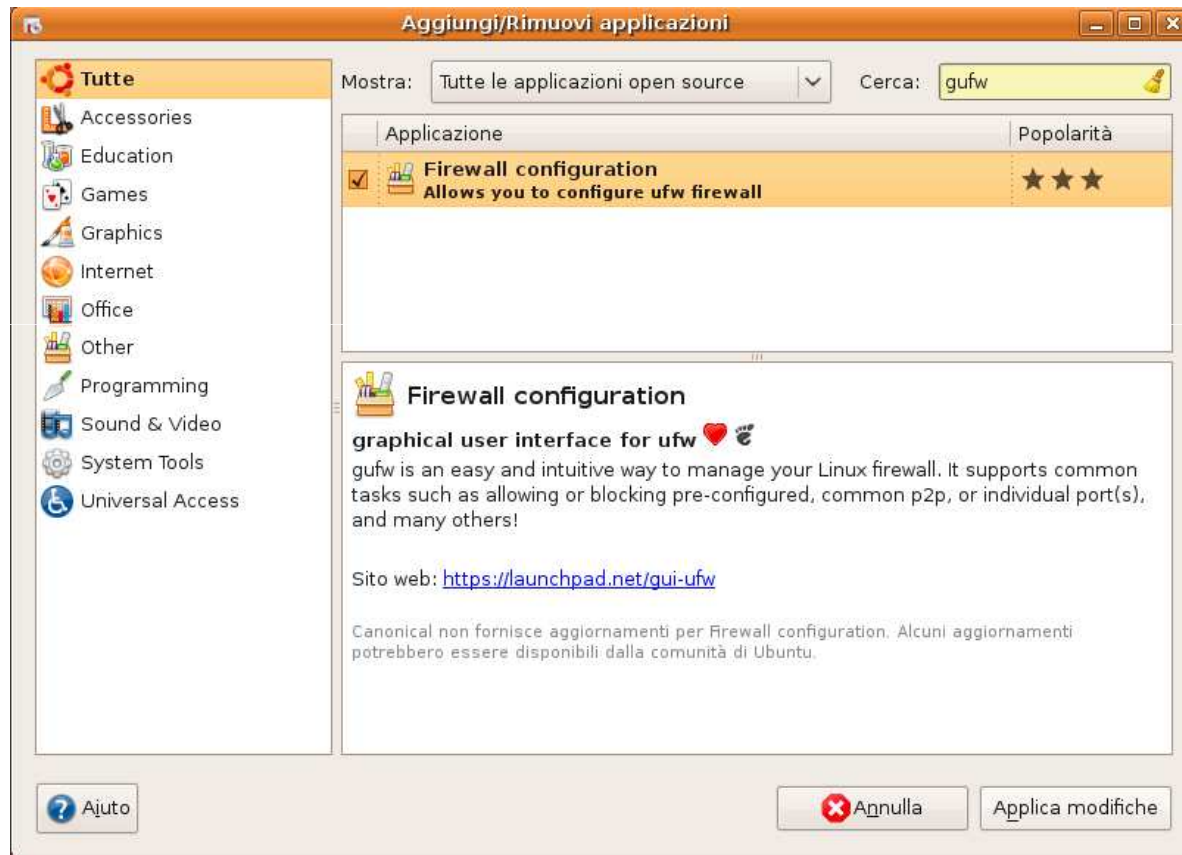 Aggiungi/Rimuovi applicazioni
Tutte
Accessories
Education
Games
Graphics
Internet
Office
Other
Programming
Sound & Video
System Tools
Universal Access
Mostra: Tutte le applicazioni open source Cerca: gufw
Applicazione Popolarità
Firewall configuration
Allows you to configure ufw firewall
Firewall configuration
graphical user interface for ufw
gufw is an easy and intuitive way to manage your Linux firewall. It supports common
tasks such as allowing or blocking pre-configured, common p2p, or individual port(s),
and many others!
Sito web: https://launchpad.net/gui-ufw
Canonical non fornisce aggiornamenti per Firewall configuration. Alcuni aggiornamenti
potrebbero essere disponibili dalla comunità di Ubuntu.
Aiuto
Annulla
Applica modifiche